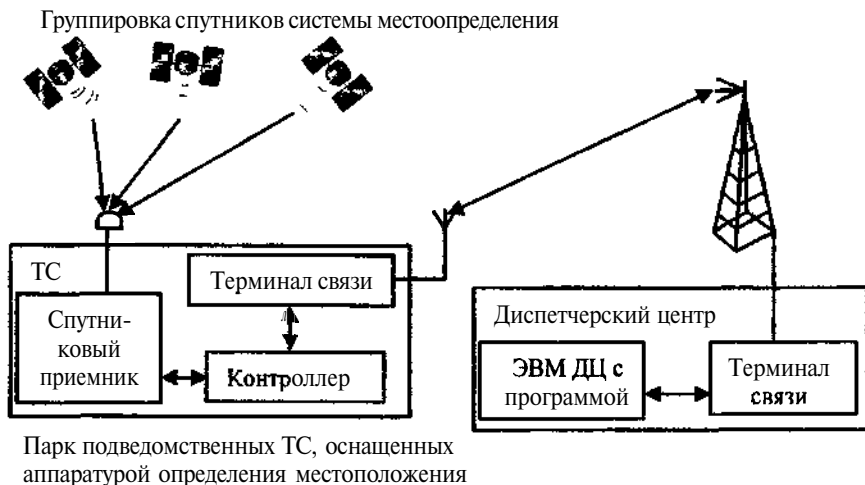 Группировка спутников системы местоопределения
ТС
Терминал связи
Спутни-
ковый
приемник
Контроллер
Диспетчерский центр
ЭВМ ДЦ с
программой
Терминал
связи
Парк подведомственных ТС, оснащенных
аппаратурой определения местоположения